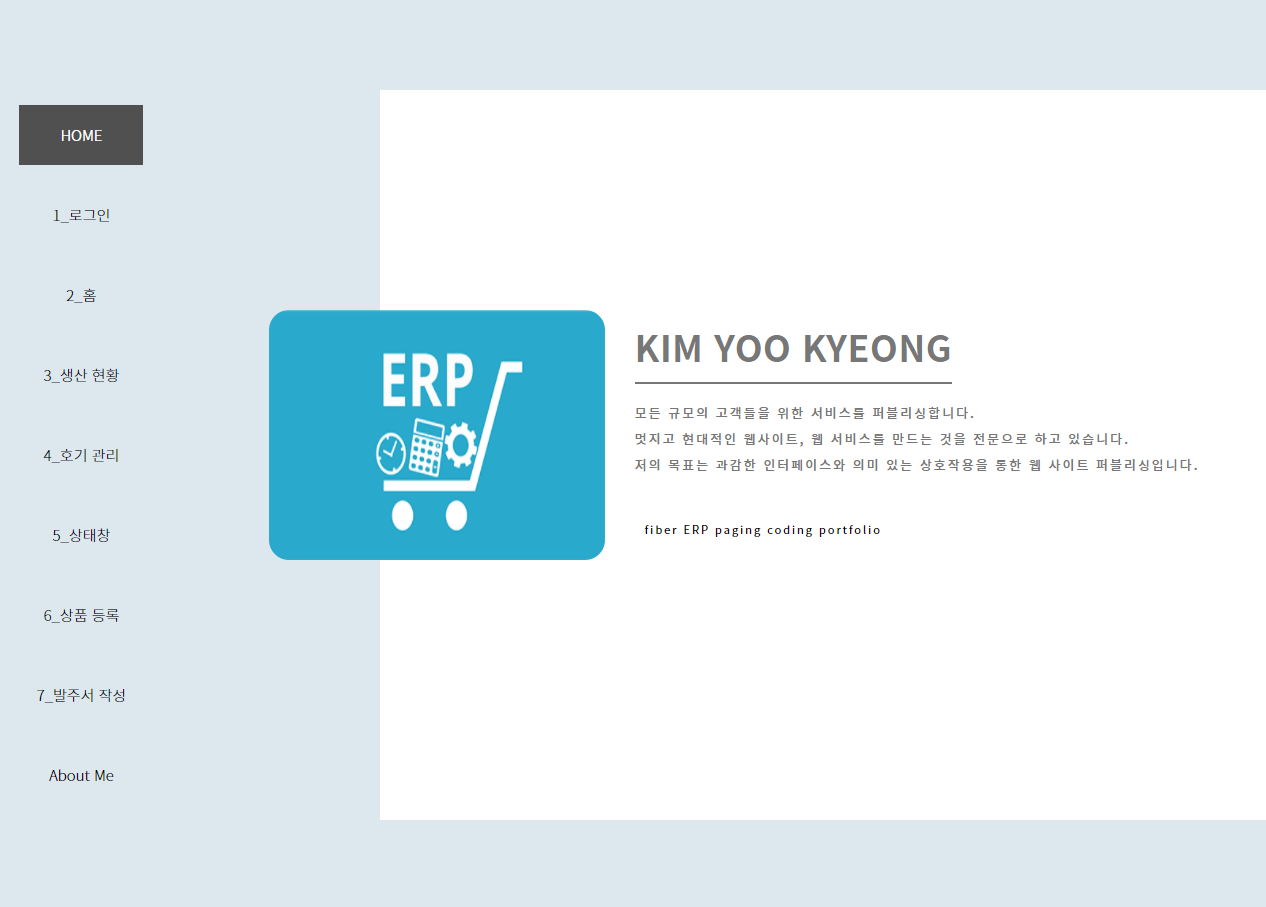 HOME
1_로그인
2_홈
3_생산 현황
4_호기 관리
5_상태창
6_상품 등록
7_발주서 작성
About Me
ERP
KIM YOO KYEONG
모든 규모의 고객들을 위한 서비스를 퍼블리싱합니다.
멋지고 현대적인 웹사이트, 웹 서비스를 만드는 것을 전문으로 하고 있습니다.
저의 목표는 과감한 인터페이스와 의미 있는 상호작용을 통한 웹 사이트 퍼블리싱입니다.
fiber ERP paging coding portfolio